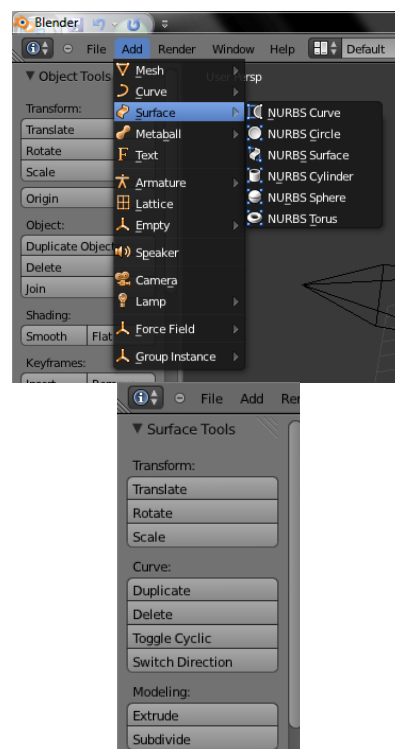 Blender
File Add Render Window Help Default
Object Tools
Transform:
Translate
Rotate
Scale
Origin
Object:
Duplicate Objec
Delete
Join
Shading:
Smooth Flat
Keyframes:
Mesh
Curve
Surface
Metaball
Text
Armature
Lattice
Empty
Speaker
Camera
Lamp
Force Field
Group Instance
User Persp
NURBS Curve
NURBS Circle
NURBS Surface
NURBS Cylinder
NURBS Sphere
NURBS Torus
File Add Re
Surface Tools
Transform:
Translate
Rotate
Scale
Curve:
Duplicate
Delete
Toggle Cyclic
Switch Direction
Modeling:
Extrude
Subdivide